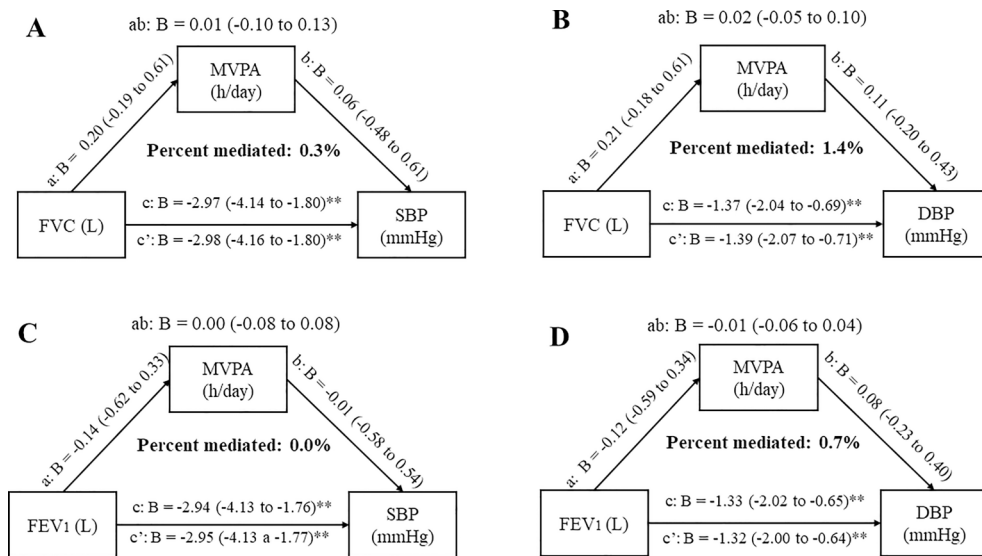 A
ab: B = 0.01 (-0.10 to 0.13)
MVPA
(h/day)
a: B = 0.20 (-0.19 to 0.61)
b: B = 0.06 (-0.48 to 0.61)
Percent mediated: 0.3%
FVC (L)
c: B = -2.97 (-4.14 to -1.80)**
c’: B = -2.98 (-4.16 to -1.80)**
SBP
(mmHg)
B
ab: B = 0.02 (-0.05 to 0.10)
MVPA
(h/day)
a: B = 0.21 (-0.18 to 0.61)
b: B = 0.11 (-0.20 to 0.43)
Percent mediated: 1.4%
FVC (L)
c: B = -1.37 (-2.04 to -0.69)**
c’: B = -1.39 (-2.07 to -0.71)**
DBP
(mmHg)
C
ab: B = 0.00 (-0.08 to 0.08)
MVPA
(h/day)
a: B = -0.14 (-0.62 to 0.33)
b: B = -0.01 (-0.58 to 0.54)
Percent mediated: 0.0%
FEV1 (L)
c: B = -2.94 (-4.13 to -1.76)**
c’: B = -2.95 (-4.13 a -1.77)**
SBP
(mmHg)
D
ab: B = -0.01 (-0.06 to 0.04)
MVPA
(h/day)
a: B = -0.12 (-0.59 to 0.34)
b: B = 0.08 (-0.23 to 0.40)
Percent mediated: 0.7%
FEV1 (L)
c: B = -1.33 (-2.02 to -0.65)**
c’: B = -1.32 (-2.00 to -0.64)**
DBP
(mmHg)